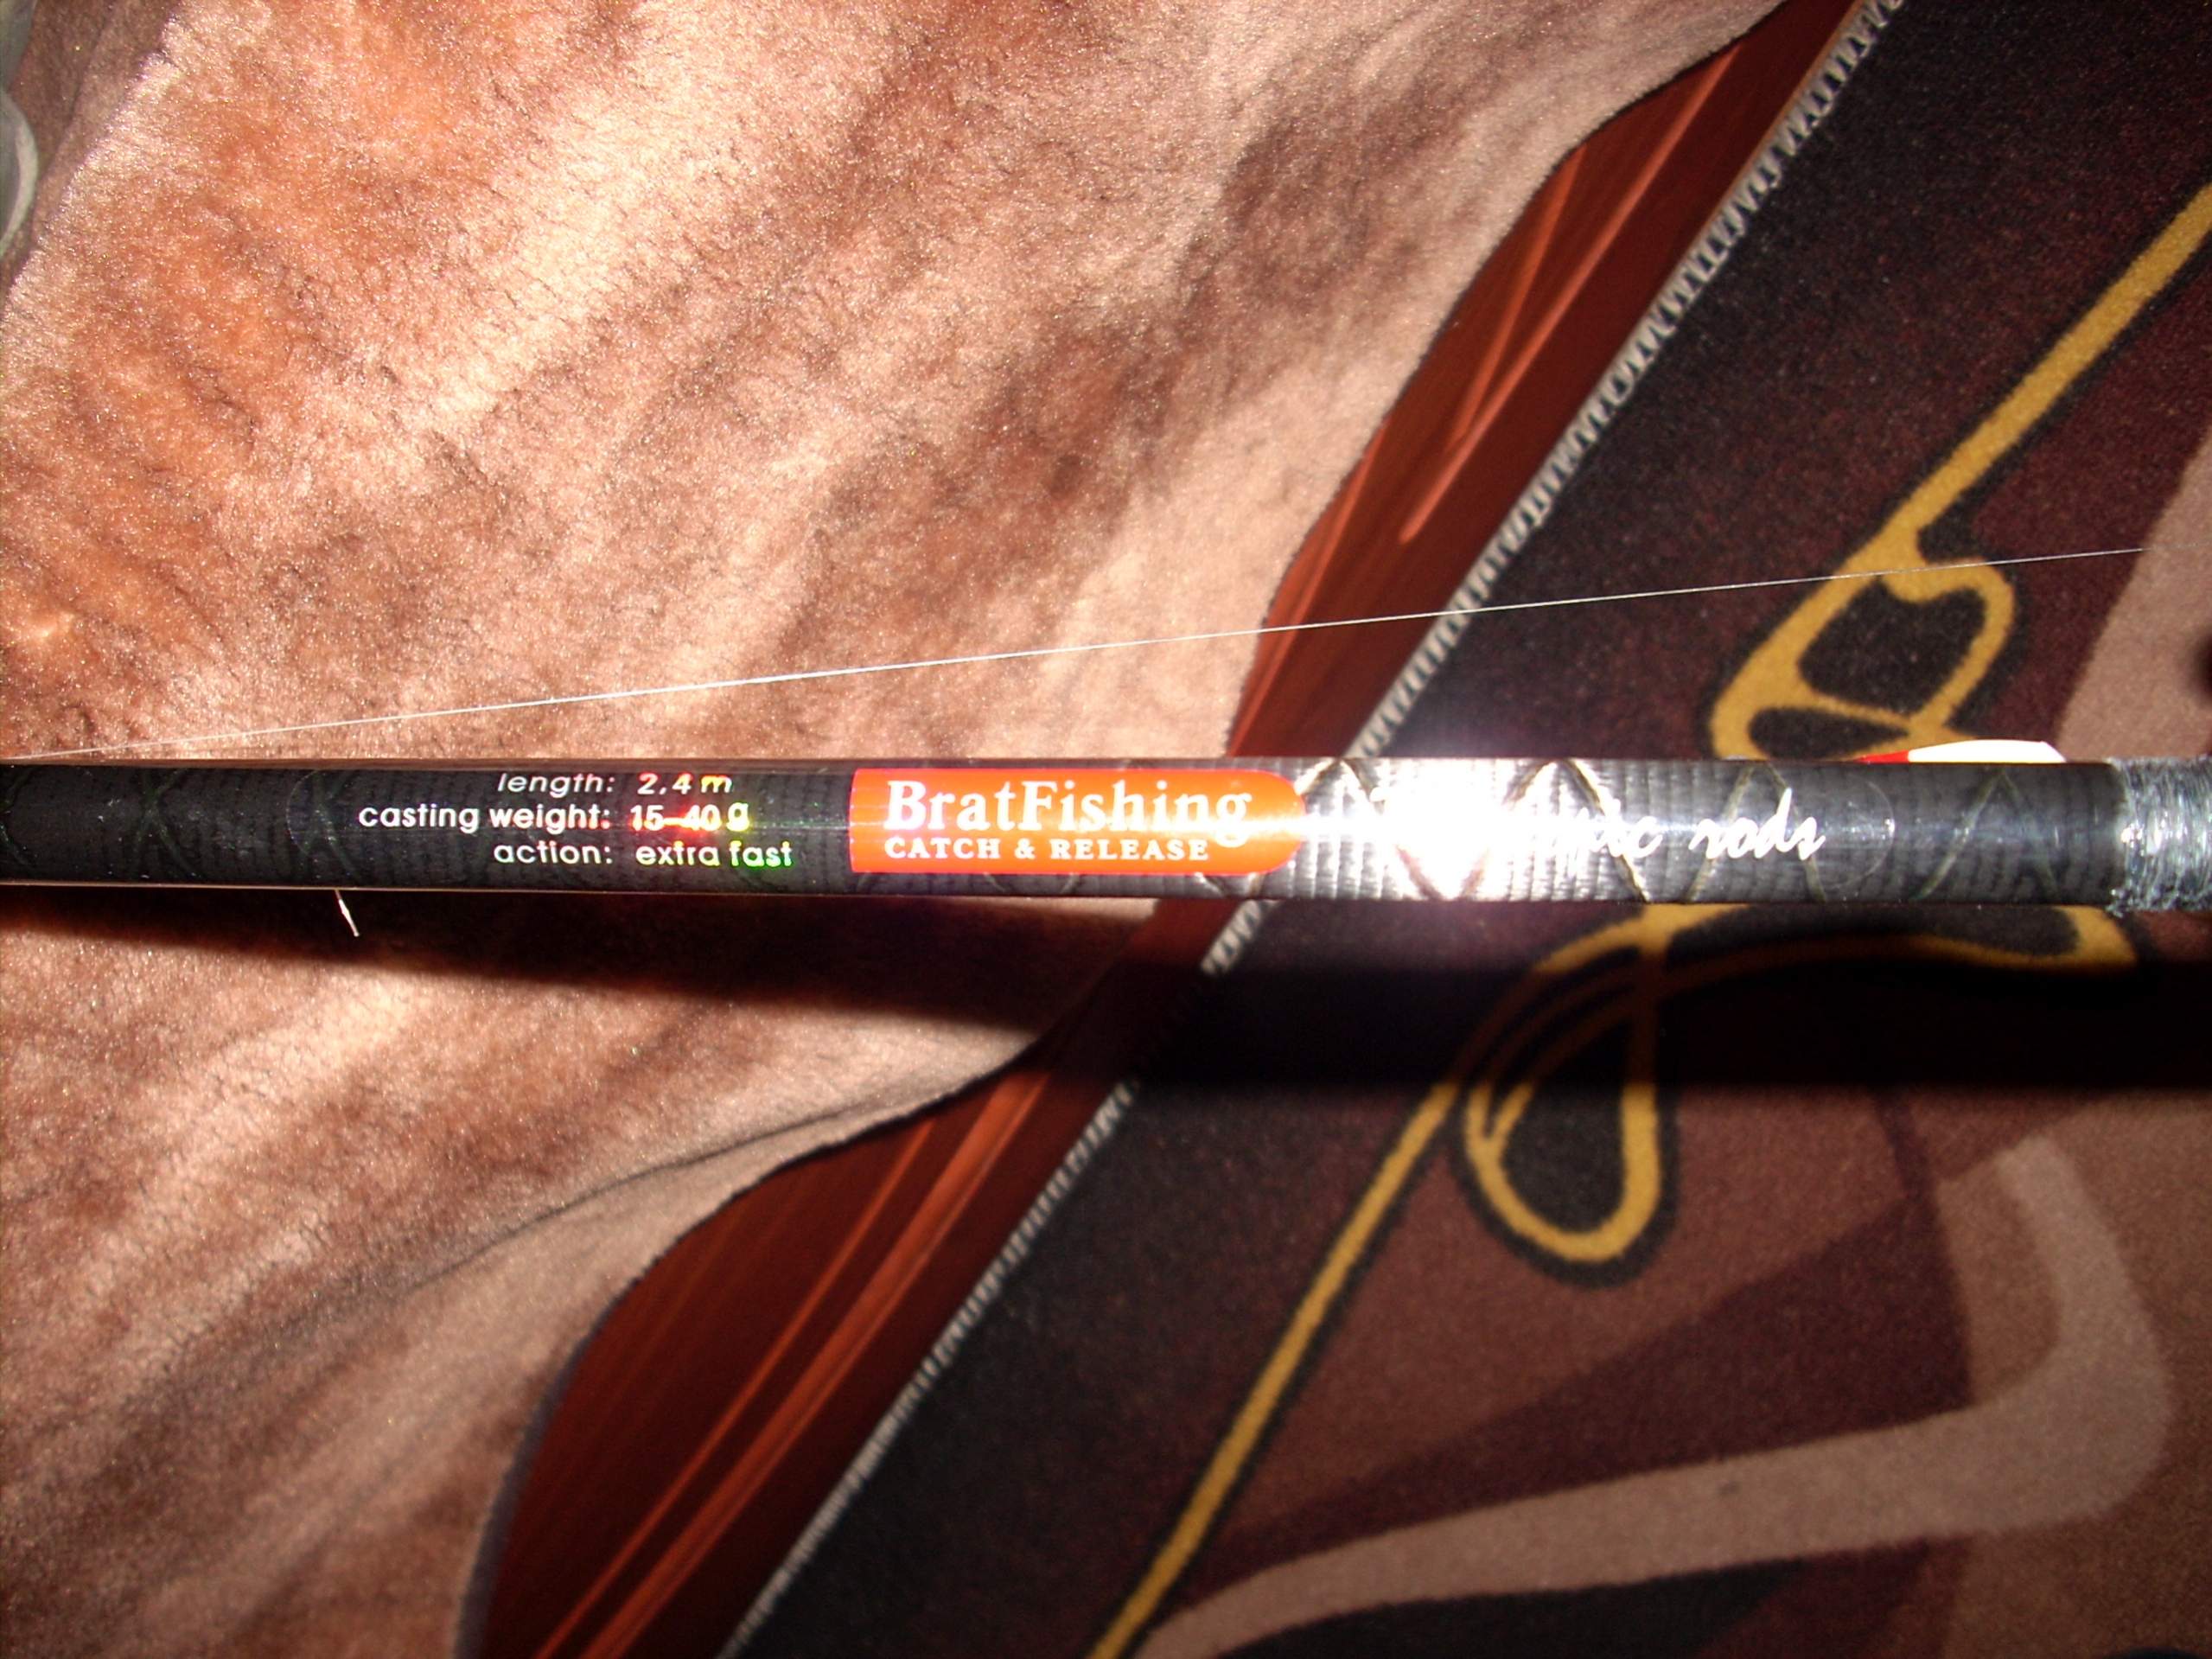 length: 2,4 m
casting weight: 15-40 g
action: extra fast
BratFishing
CATCH & RELEASE
rods